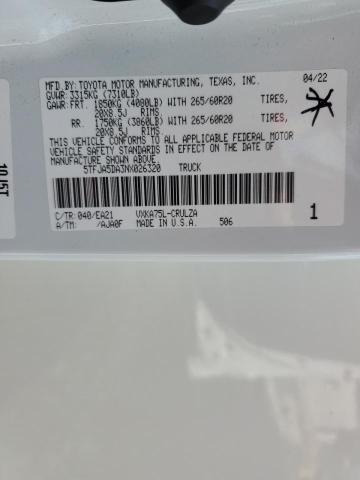 MFD.BY: TOYOTA MOTOR MANUFACTURING, TEXAS, INC. 04/22
GVWR: 3315KG (7310LB)
GAWR:FRT. 1850KG (4080LB) WITH 265/60R20 TIRES,
20X8.5J RIMS.
RR. 1750KG (3860LB) WITH 265/60R20 TIRES,
20X8.5J RIMS.
THIS VEHICLE CONFORMS TO ALL APPLICABLE FEDERAL MOTOR
VEHICLE SAFETY STANDARDS IN EFFECT ON THE DATE OF
MANUFACTURE SHOWN ABOVE.
5TFJA5DA3NX026320 TRUCK
C/TR: 040/EA21 VXKA75L-CRULZA 1
A/TM: /AJA0F MADE IN U.S.A. 506